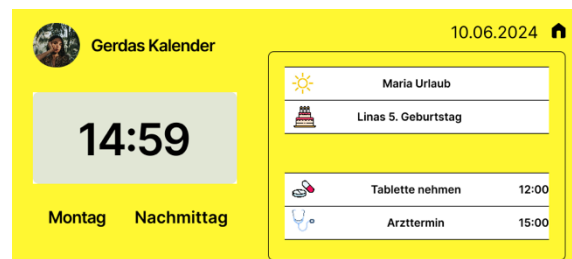 Gerdas Kalender
10.06.2024
14:59
Montag Nachmittag
Maria Urlaub
Linas 5. Geburtstag
Tablette nehmen 12:00
Arzttermin 15:00